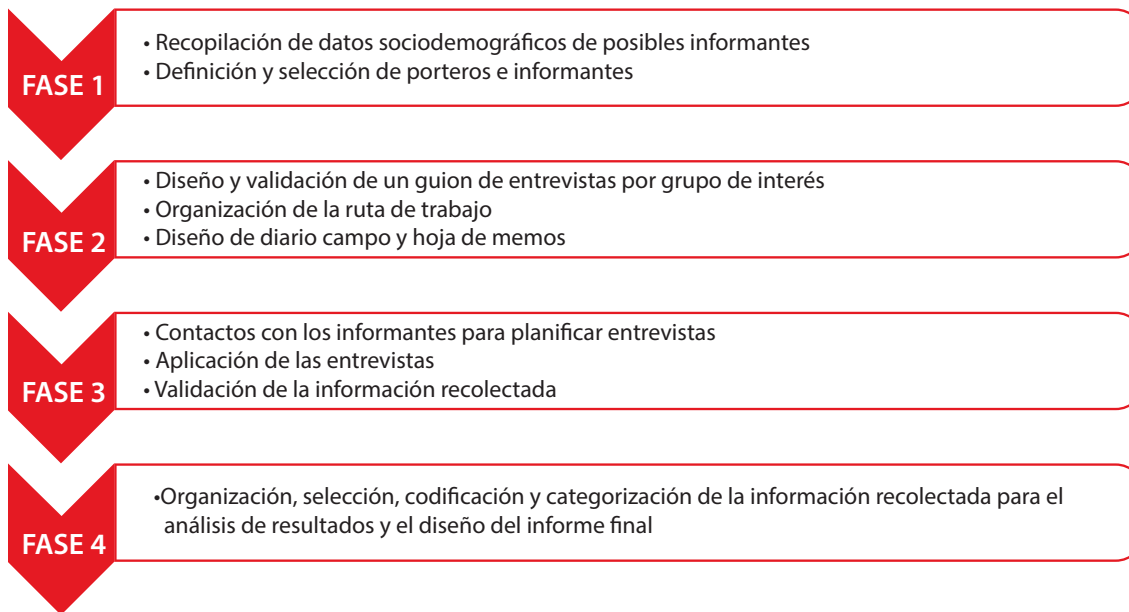 FASE 1
• Recopilación de datos sociodemográficos de posibles informantes
• Definición y selección de porteros e informantes
FASE 2
• Diseño y validación de un guion de entrevistas por grupo de interés
• Organización de la ruta de trabajo
• Diseño de diario campo y hoja de memos
FASE 3
• Contactos con los informantes para planificar entrevistas
• Aplicación de las entrevistas
• Validación de la información recolectada
FASE 4
•Organización, selección, codificación y categorización de la información recolectada para el
análisis de resultados y el diseño del informe final